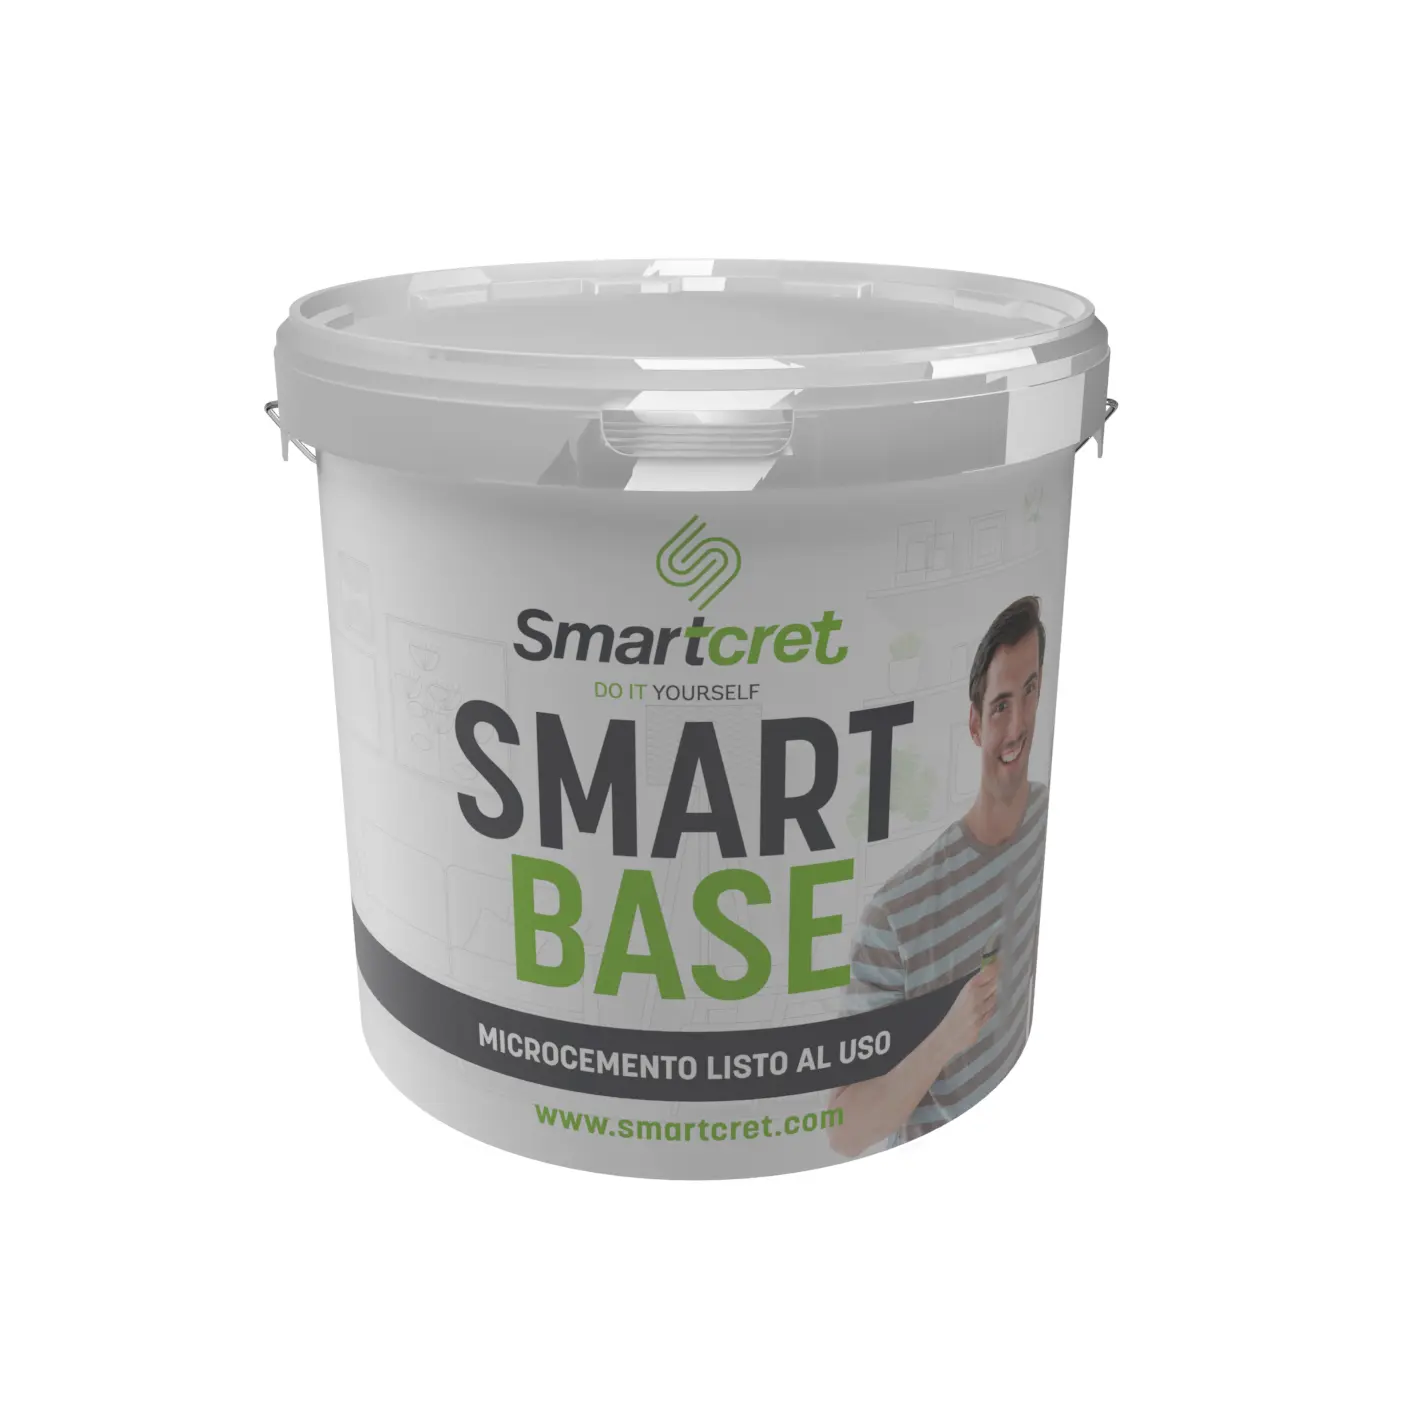 Smartcret
DO IT YOURSELF
SMART
BASE
MICROCEMENTO LISTO AL USO
www.smartcret.com